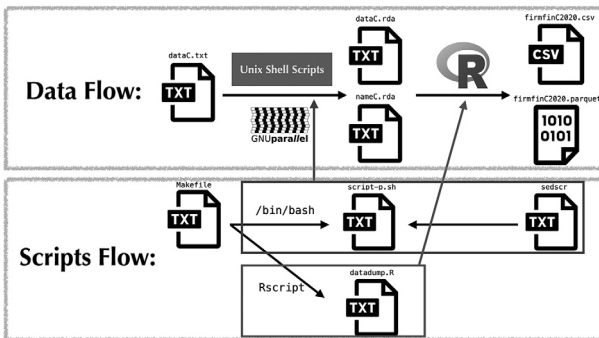 dataC.rda
firmfinC2020.csv
dataC.txt
Unix Shell Scripts
TXT
CSV
Data Flow:
TXT
R
nameC.rda
firmfinC2020.parquet
GNUparallel
TXT
1010
0101
Makefile
script-p.sh
sedscr
/bin/bash
TXT
TXT
TXT
Scripts Flow:
datadump.R
Rscript
TXT